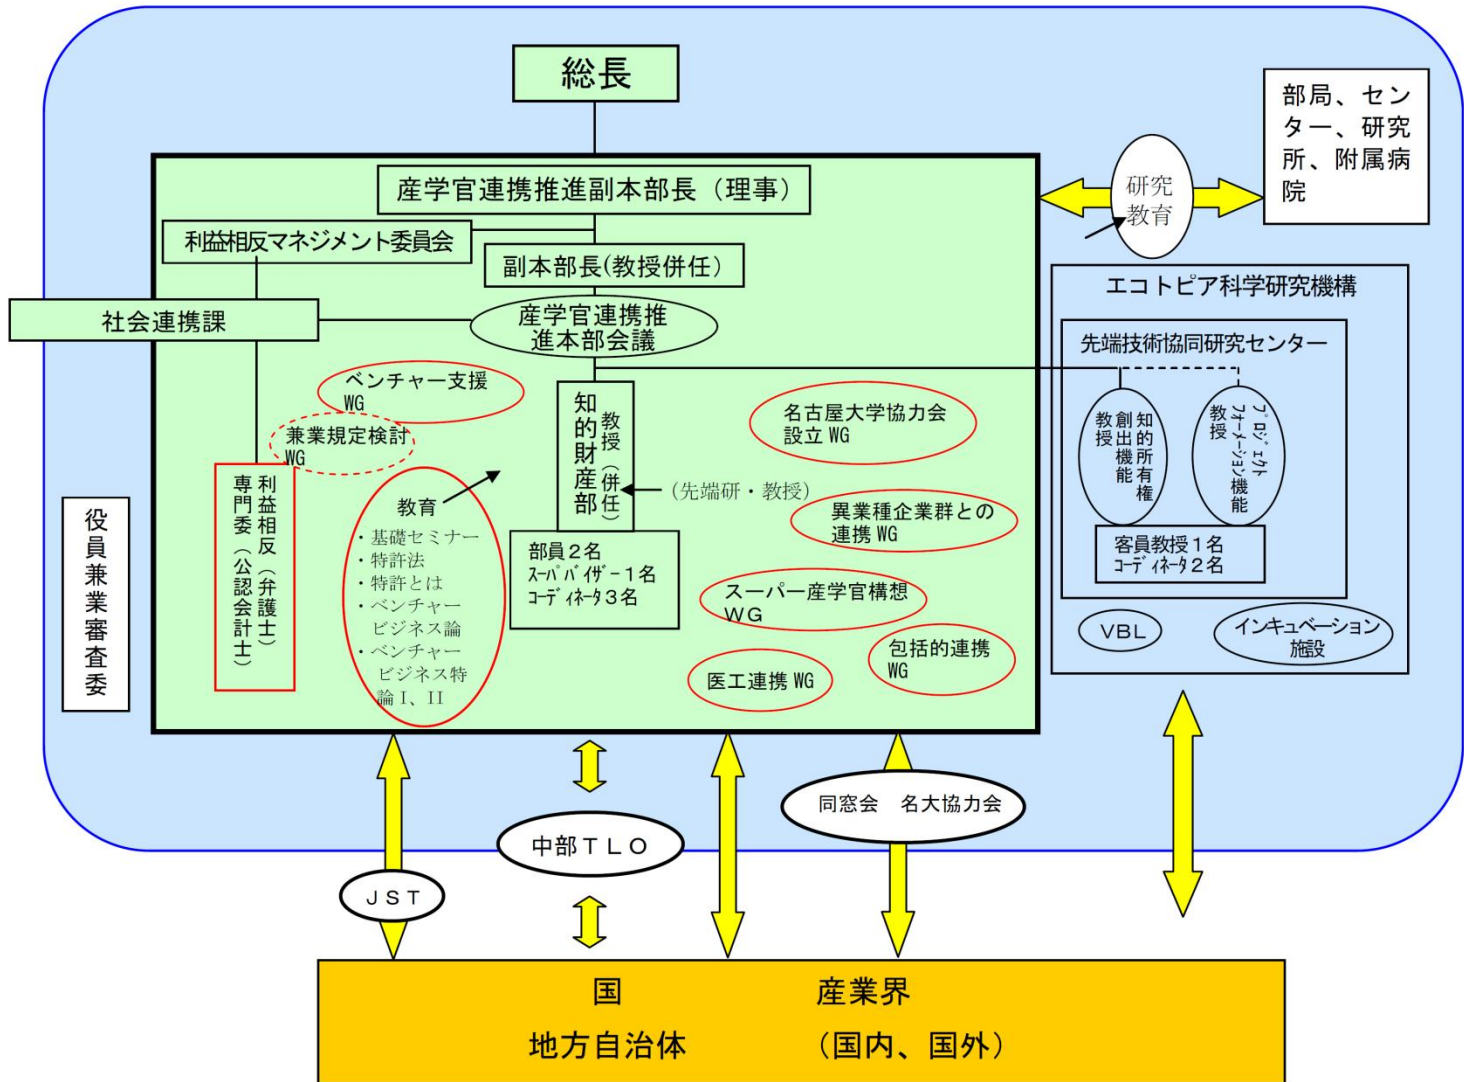 総長
部局、セン
ター、研究
所、附属病
院
産学官連携推進副本部長（理事）
研究
教育
利益相反マネジメント委員会
副本部長(教授併任）
社会連携課
産学官連携推
進本部会議
エコトピア科学研究機構
先端技術協同研究センター
ベンチャー支援
WG
兼業規定検討
WG
知的財産部
教授（併任）
（先端研・教授）
名古屋大学協力会
設立 WG
異業種企業群との
連携 WG
スーパー産学官構想
ＷＧ
包括的連携
WG
医工連携 WG
知的所有権
創出機能
教授
プロジェクト
フォーメーション機能
教授
客員教授１名
コーディネータ２名
ＶＢＬ
インキュベーション
施設
役員兼業審査委
利益相反（弁護士）
専門委（公認会計士）
教育
・基礎セミナー
・特許法
・特許とは
・ベンチャー
ビジネス論
・ベンチャー
ビジネス特
論 I、II
部員２名
スーパバイザー１名
コーディネータ３名
同窓会　名大協力会
中部ＴＬＯ
ＪＳＴ
国　産業界
地方自治体　（国内、国外）